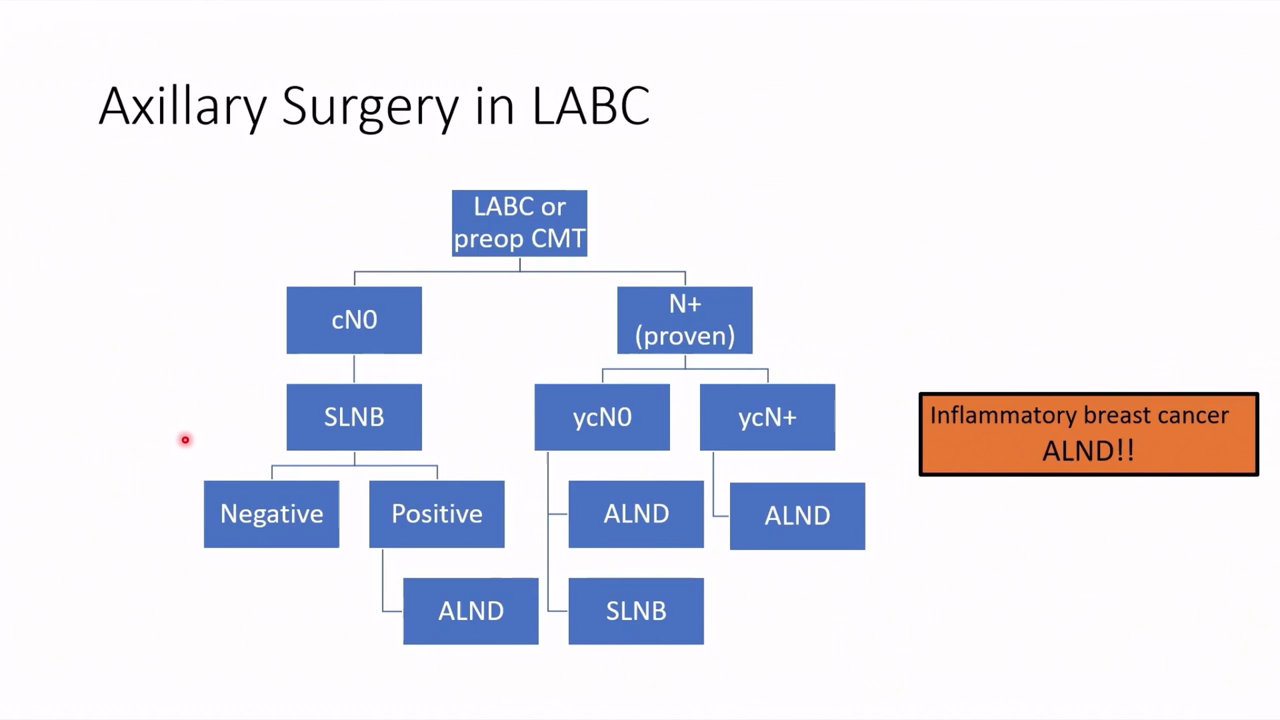 Axillary Surgery in LABC
LABC or
preop CMT
cN0
N+
(proven)
SLNB
ycN0
ycN+
Inflammatory breast cancer
ALND!!
Negative
Positive
ALND
ALND
ALND
SLNB